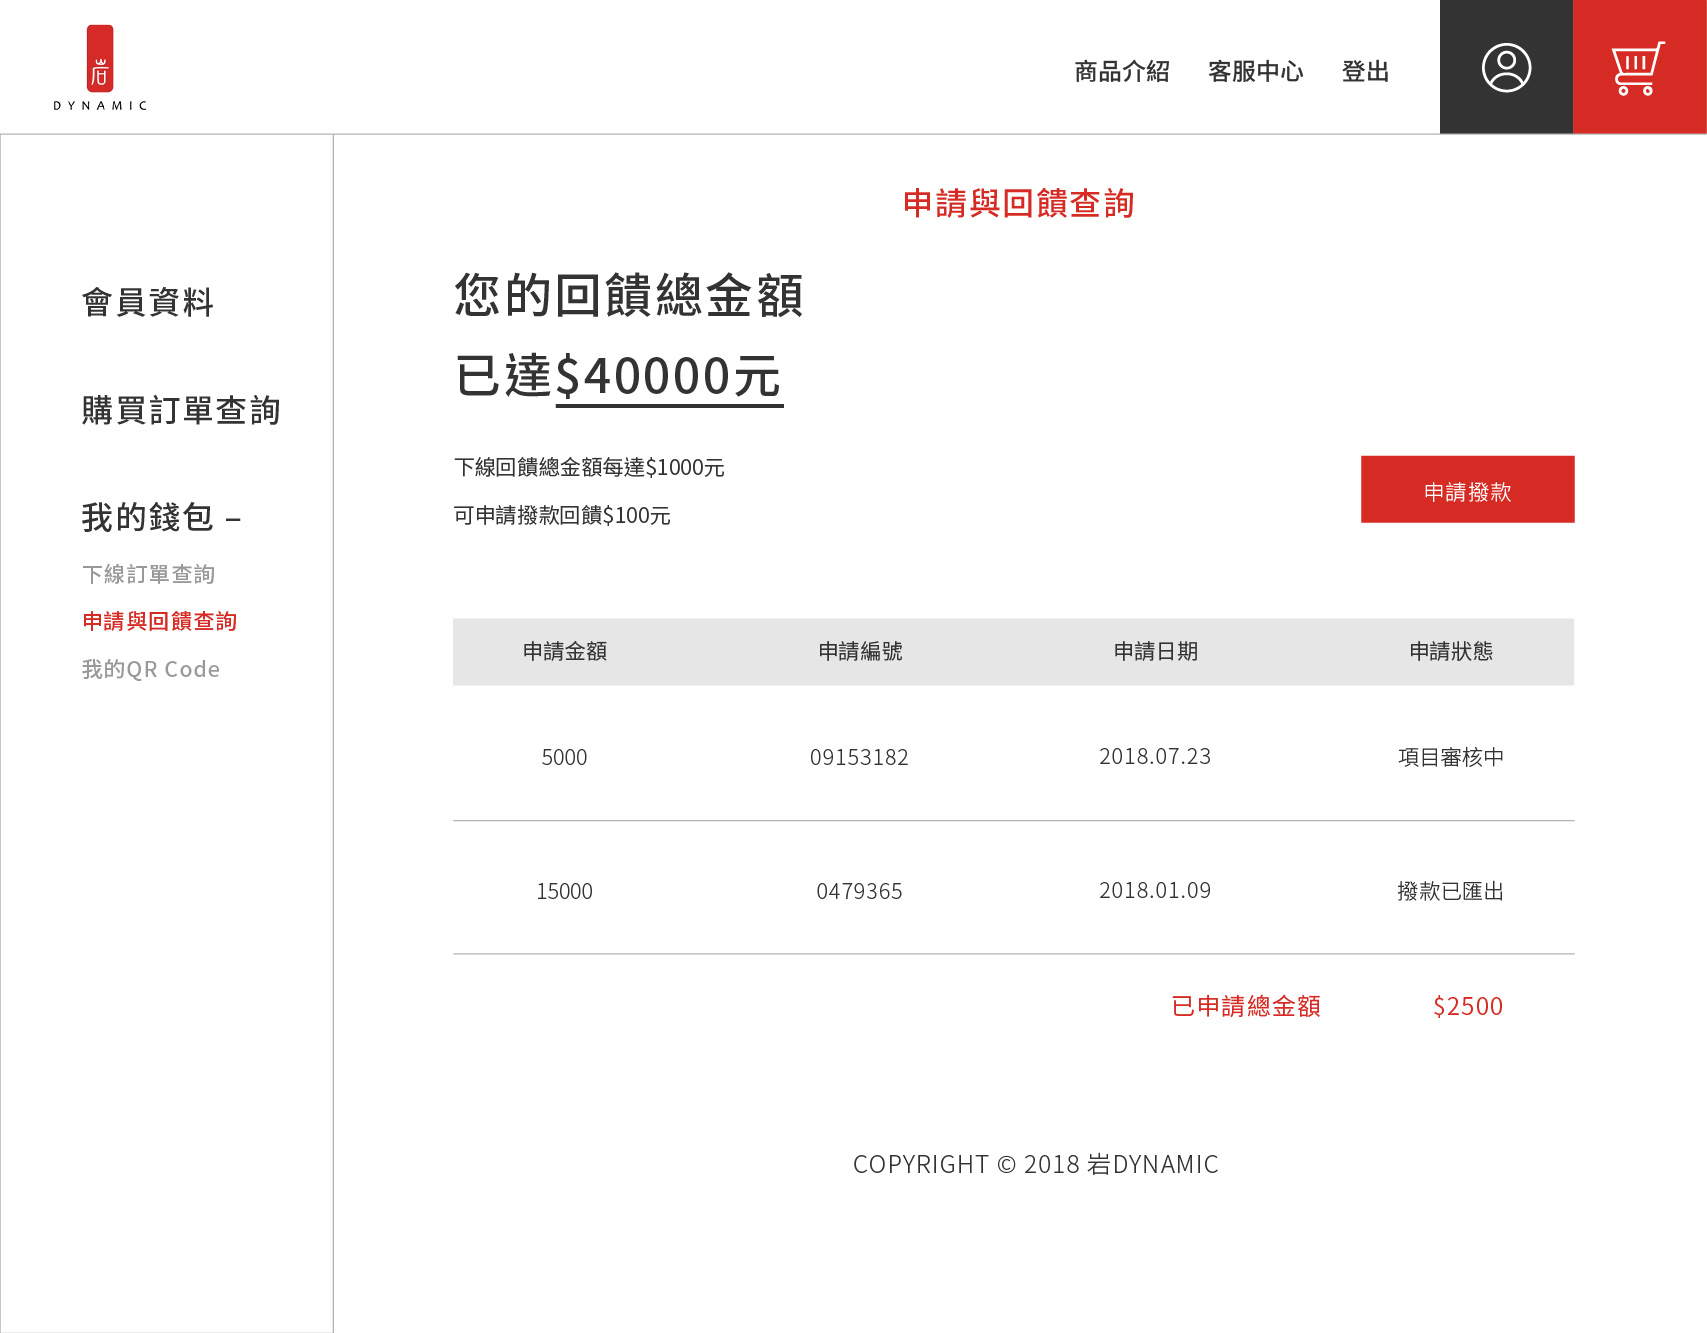 岩
DYNAMIC
商品介紹 客服中心 登出
申請與回饋查詢
會員資料
購買訂單查詢
我的錢包 –
下線訂單查詢
申請與回饋查詢
我的QR Code
您的回饋總金額
已達$40000元
下線回饋總金額每達$1000元
可申請撥款回饋$100元
申請撥款
申請金額 申請編號 申請日期 申請狀態
5000 09153182 2018.07.23 項目審核中
15000 0479365 2018.01.09 撥款已匯出
已申請總金額 $2500
COPYRIGHT © 2018 岩DYNAMIC